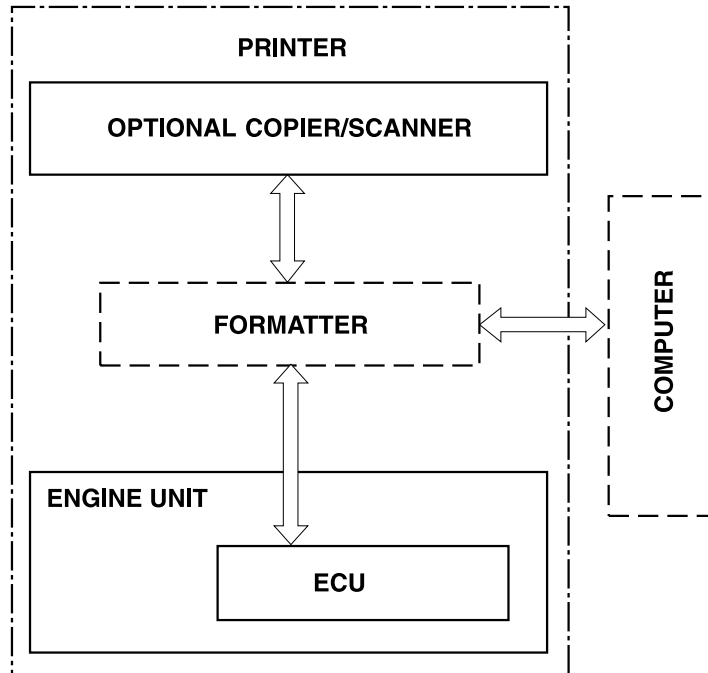 PRINTER
OPTIONAL COPIER/SCANNER
FORMATTER
COMPUTER
ENGINE UNIT
ECU